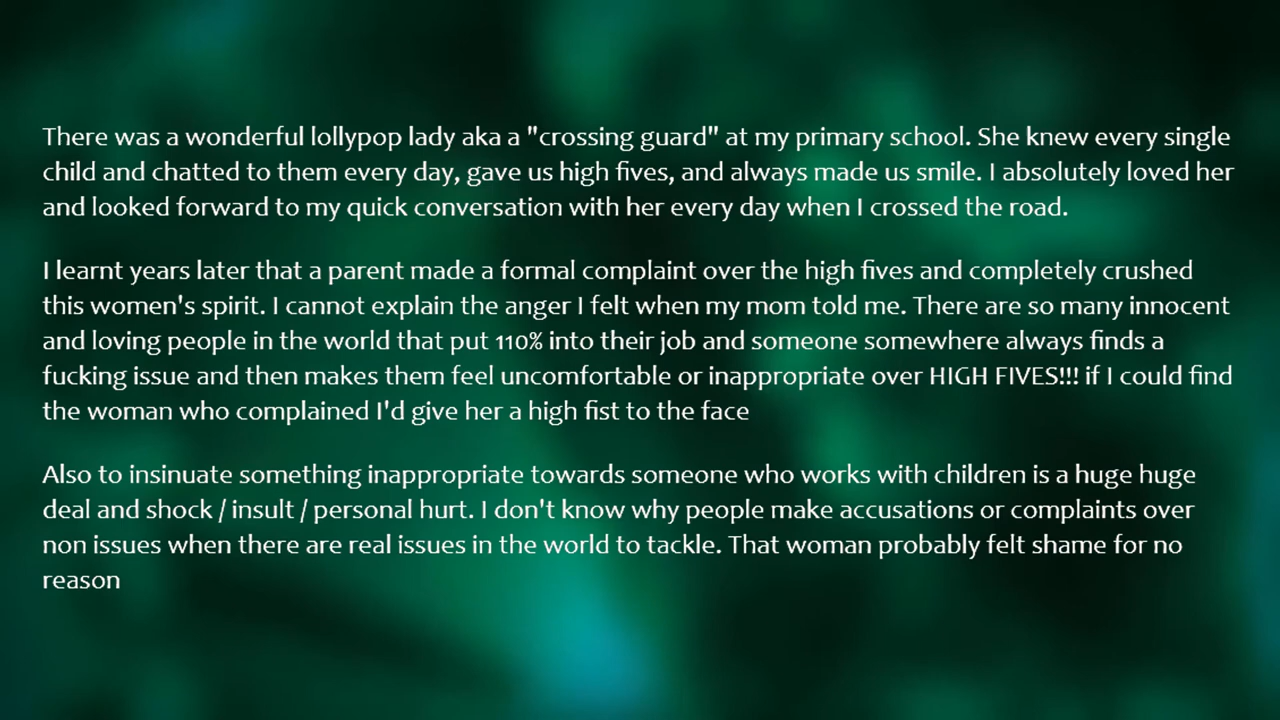 There was a wonderful lollypop lady aka a "crossing guard" at my primary school. She knew every single
child and chatted to them every day, gave us high fives, and always made us smile. I absolutely loved her
and looked forward to my quick conversation with her every day when I crossed the road.
I learnt years later that a parent made a formal complaint over the high fives and completely crushed
this women's spirit. I cannot explain the anger I felt when my mom told me. There are so many innocent
and loving people in the world that put 110% into their job and someone somewhere always finds a
fucking issue and then makes them feel uncomfortable or inappropriate over HIGH FIVES!!! if I could find
the woman who complained I'd give her a high fist to the face
Also to insinuate something inappropriate towards someone who works with children is a huge huge
deal and shock / insult / personal hurt. I don't know why people make accusations or complaints over
non issues when there are real issues in the world to tackle. That woman probably felt shame for no
reason